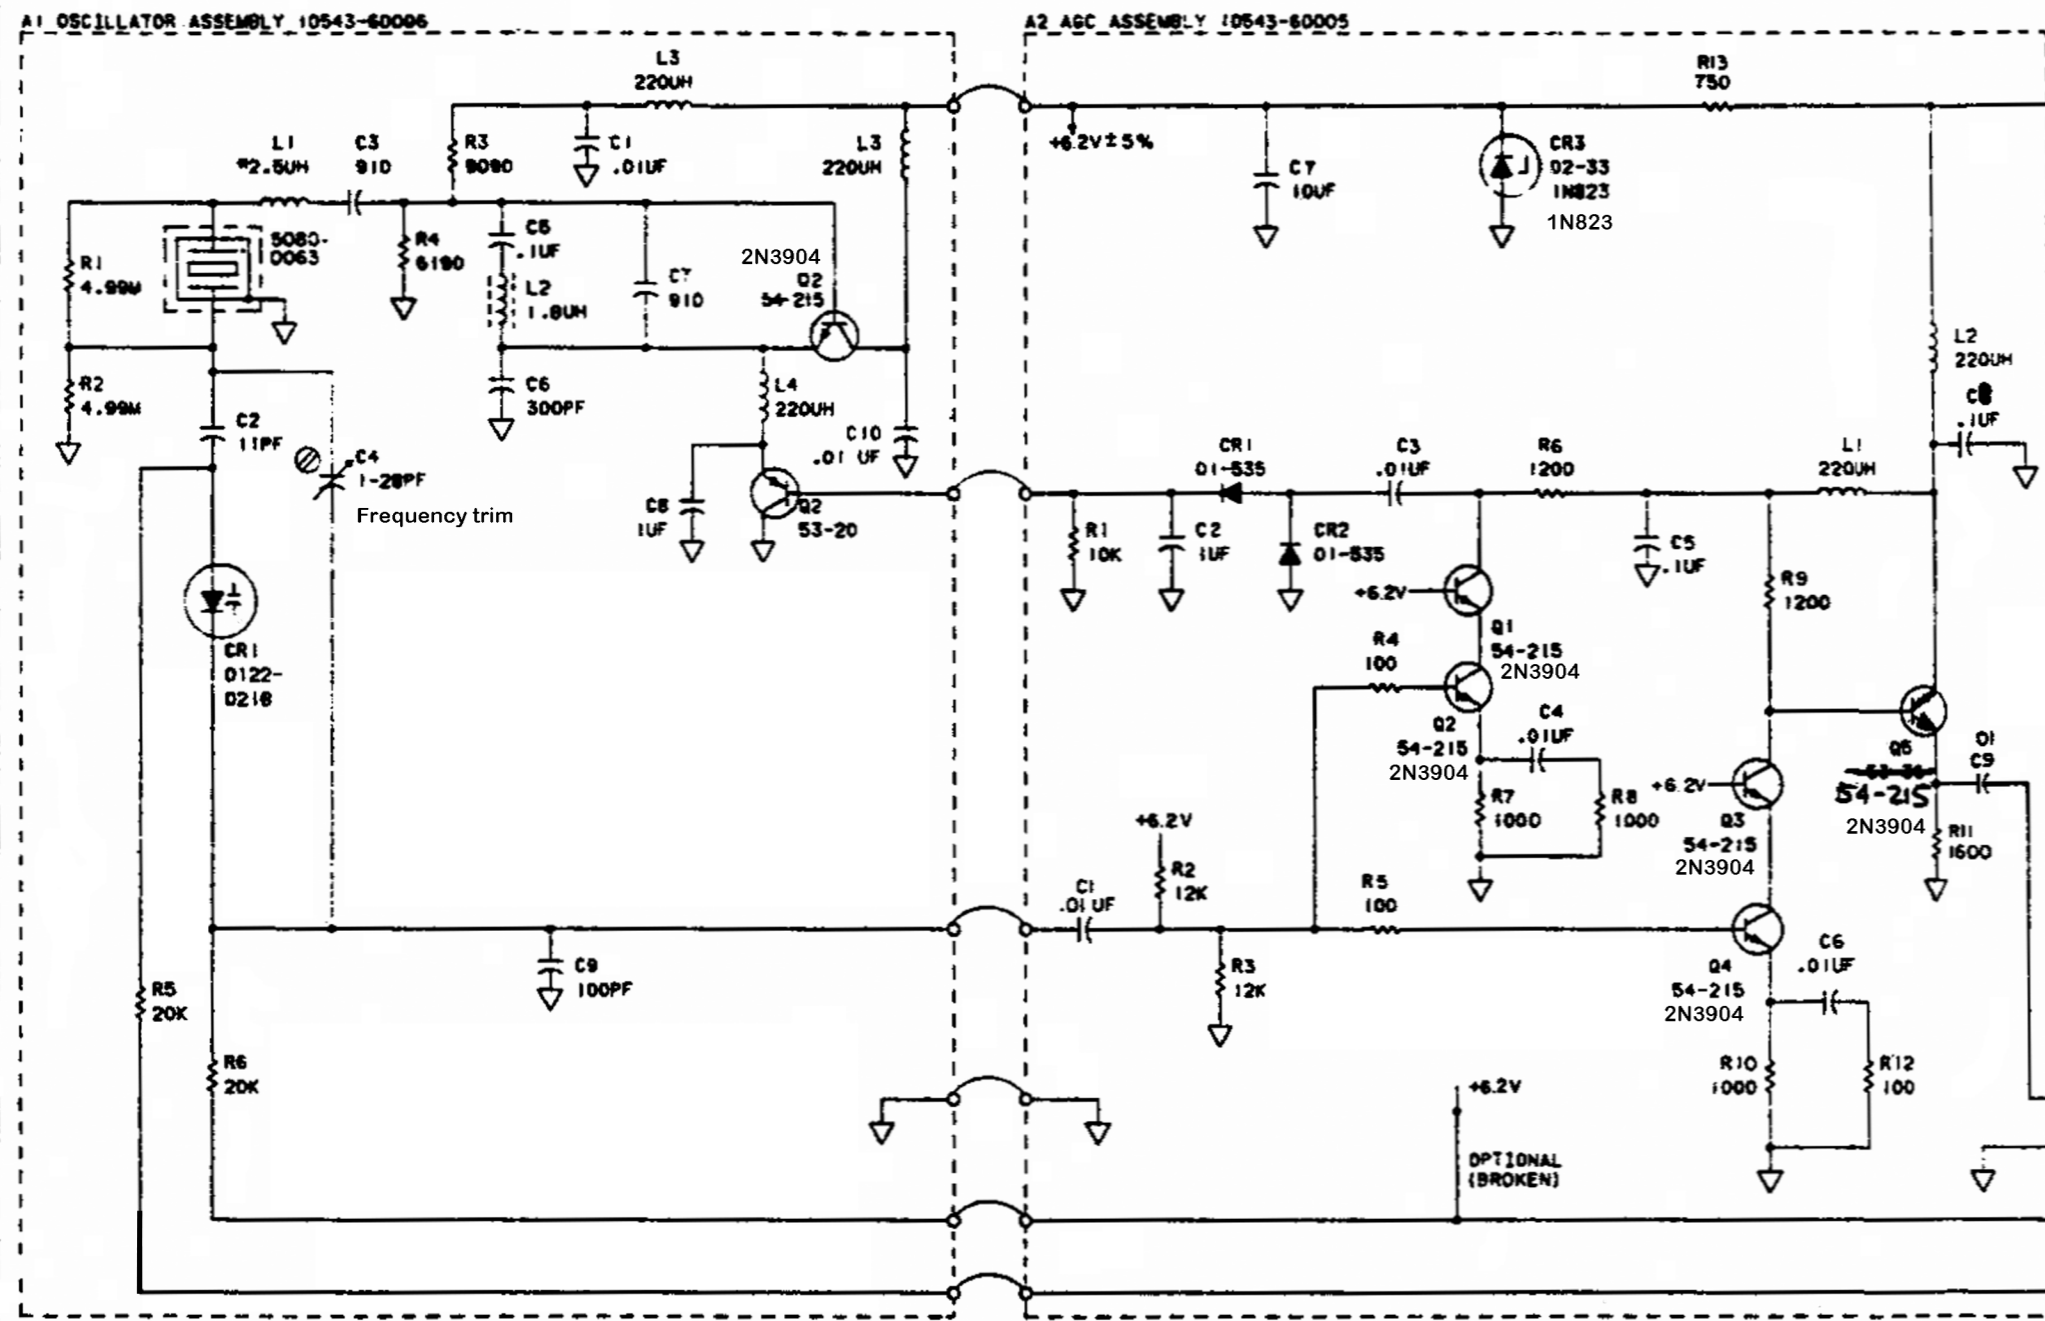 A1 OSCILLATOR ASSEMBLY 10543-60006
A2 AGC ASSEMBLY 10543-60005
L3
220UH
R13
750
L1
*2.5UH
C3
910
R3
9090
C1
.01UF
L3
220UH
+6.2V±5%
C7
10UF
CR3
02-33
1N823
1N823
R1
4.99M
5080-
0063
R4
6190
C5
.1UF
L2
1.8UH
C7
910
2N3904
Q2
54-215
R2
4.99M
C2
11PF
C4
1-28PF
Frequency trim
C6
300PF
L4
220UH
C10
.01 UF
C8
1UF
Q2
53-20
L2
220UH
.1UF
CR1
01-535
C3
.01UF
R6
1200
L1
220UH
R1
10K
C2
1UF
CR2
01-535
C5
.1UF
R9
1200
+6.2V
Q1
54-215
2N3904
R4
100
CR1
0122-
0218
Q2
54-215
2N3904
C4
.01UF
R7
1000
R8
1000
+6.2V
Q3
54-215
2N3904
Q5
54-215
2N3904
01
C9
R11
1600
+6.2V
R2
12K
C1
.01UF
R5
100
R3
12K
C9
100PF
Q4
54-215
2N3904
C6
.01UF
R10
1000
R12
100
R5
20K
R6
20K
+6.2V
OPTIONAL
(BROKEN)